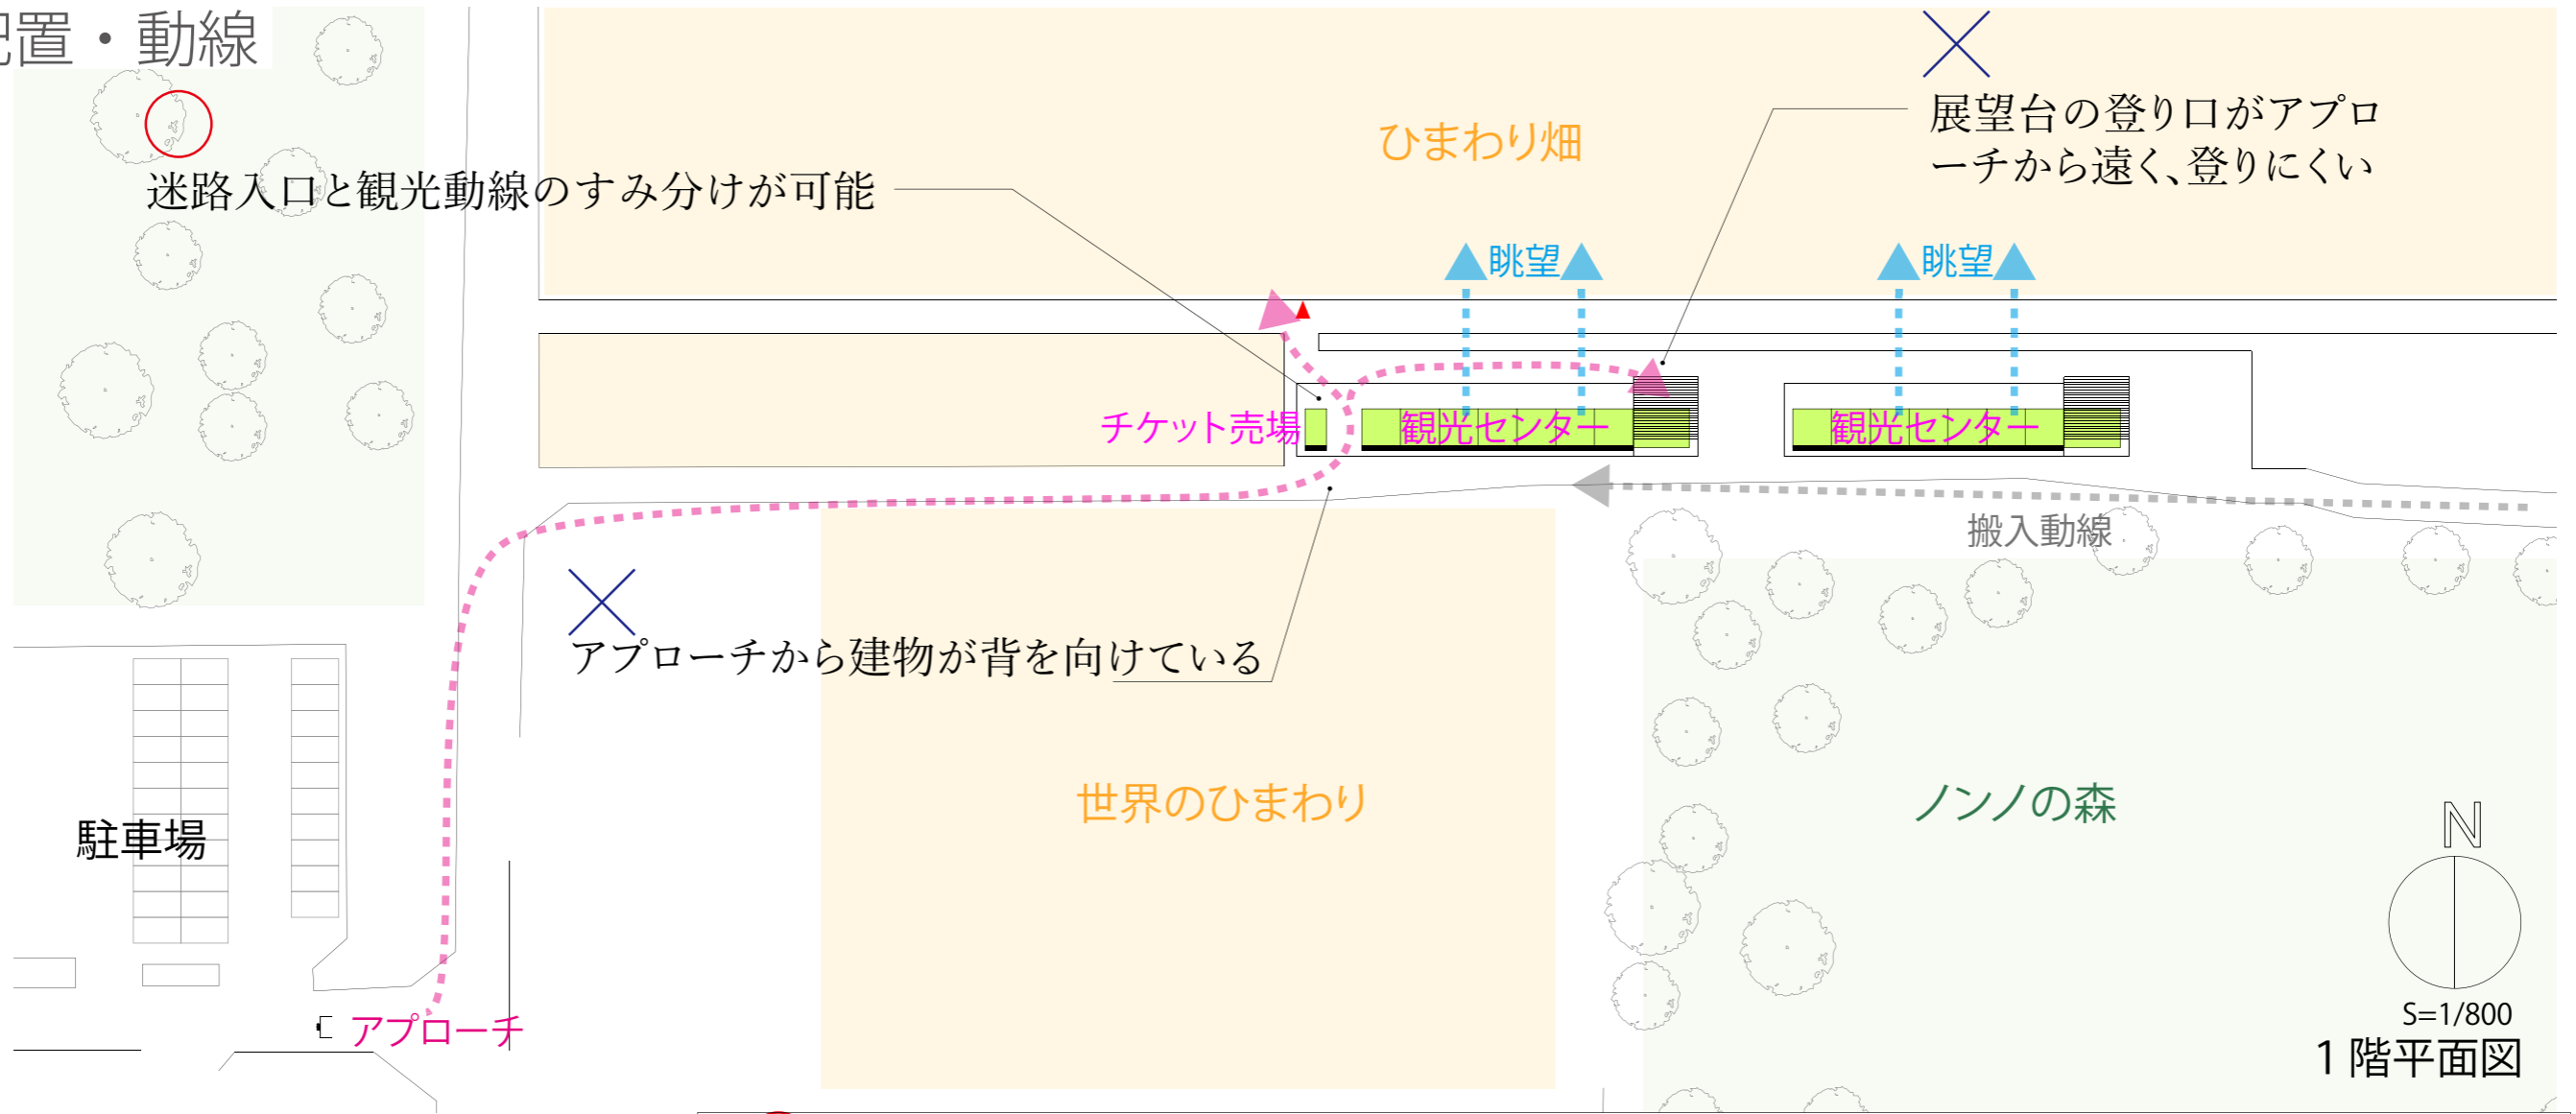 配置・動線
迷路入口と観光動線のすみ分けが可能
ひまわり畑
展望台の登り口がアプロ
ーチから遠く、登りにくい
眺望
眺望
チケット売場
観光センター
観光センター
搬入動線
アプローチから建物が背を向けている
世界のひまわり
ノンノの森
駐車場
アプローチ
N
S=1/800
1階平面図